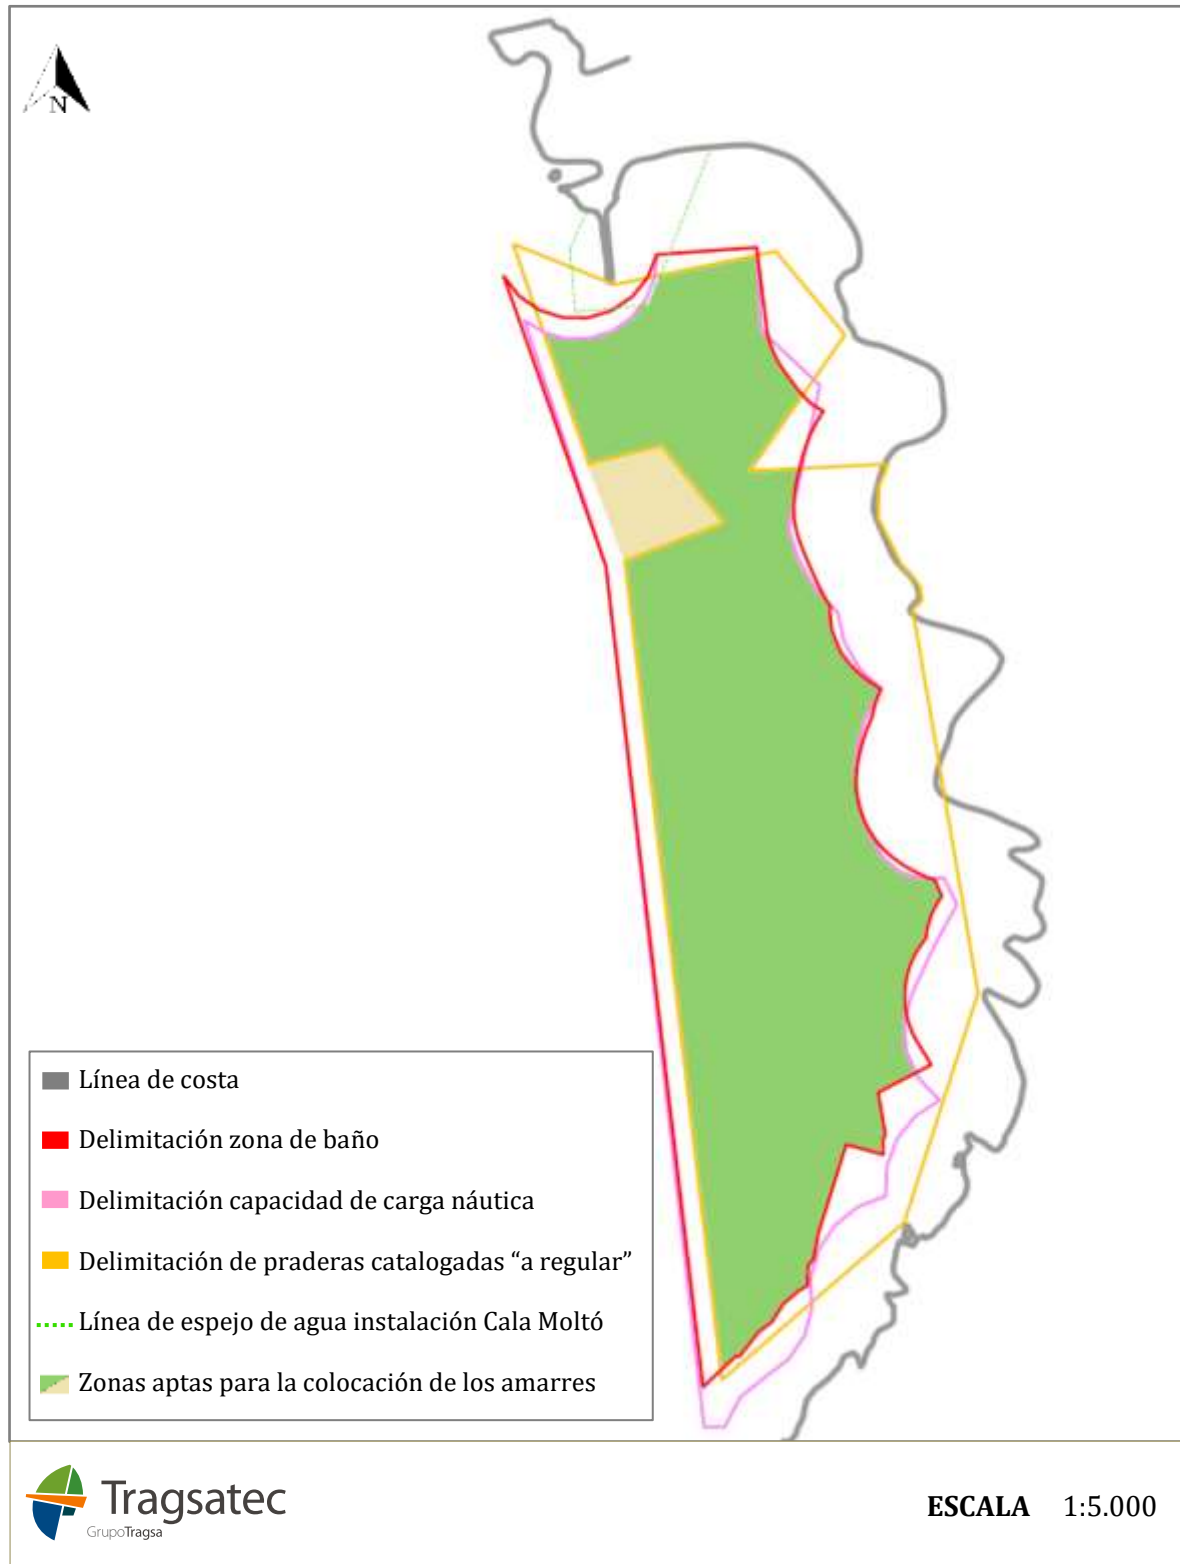 N
Línea de costa
Delimitación zona de baño
Delimitación capacidad de carga náutica
Delimitación de praderas catalogadas “a regular”
Línea de espejo de agua instalación Cala Moltó
Zonas aptas para la colocación de los amarres
Tragsatec
GrupoTragsa
ESCALA 1:5.000